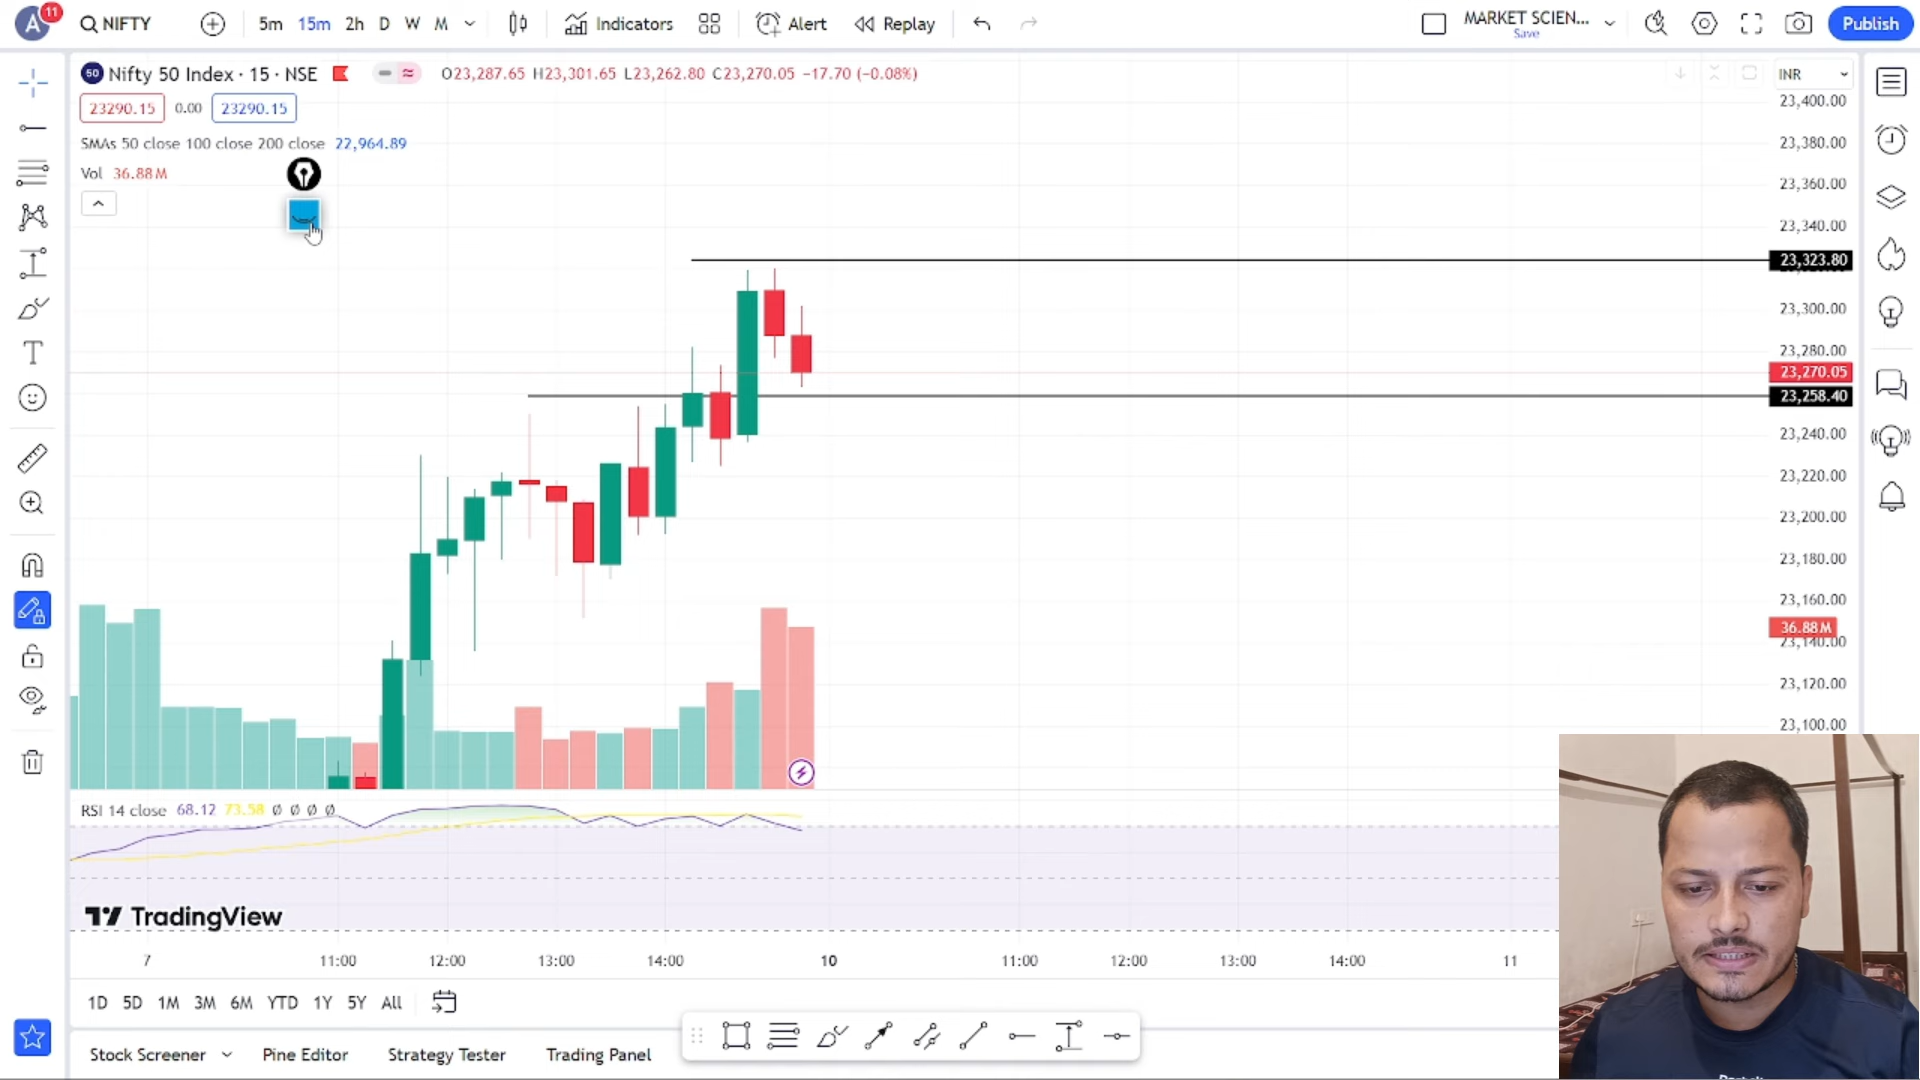 A 11 NIFTY 5m 15m 2h D W M Indicators Alert Replay MARKET SCIEN... Save Publish
50 Nifty 50 Index · 15 · NSE O23,287.65 H23,301.65 L23,262.80 C23,270.05 −17.70 (−0.08%) INR
23290.15 0.00 23290.15
SMAs 50 close 100 close 200 close 22,964.89
Vol 36.88 M
23,400.00
23,380.00
23,360.00
23,340.00
23,323.80
23,300.00
23,280.00
23,270.05
23,258.40
23,240.00
23,220.00
23,200.00
23,180.00
23,160.00
36.88 M
23,140.00
23,120.00
23,100.00
RSI 14 close 68.12 73.58 Ø Ø Ø Ø
TradingView
7 11:00 12:00 13:00 14:00 10 11:00 12:00 13:00 14:00 11
1D 5D 1M 3M 6M YTD 1Y 5Y All
Stock Screener Pine Editor Strategy Tester Trading Panel